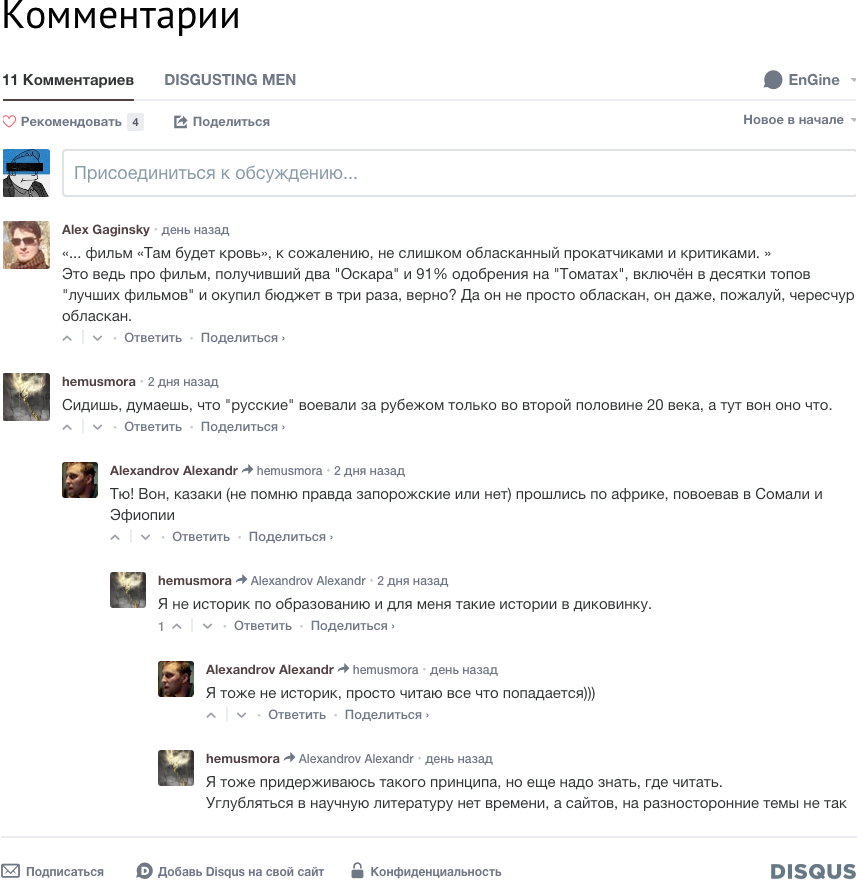 Комментарии
11 Комментариев DISGUSTING MEN EnGine
Рекомендовать 4 Поделиться Новое в начале
Присоединиться к обсуждению...
Alex Gaginsky • день назад
«... фильм «Там будет кровь», к сожалению, не слишком обласканный прокатчиками и критиками. »
Это ведь про фильм, получивший два "Оскара" и 91% одобрения на "Томатах", включён в десятки топов
"лучших фильмов" и окупил бюджет в три раза, верно? Да он не просто обласкан, он даже, пожалуй, чересчур
обласкан.
• Ответить • Поделиться ›
hemusmora • 2 дня назад
Сидишь, думаешь, что "русские" воевали за рубежом только во второй половине 20 века, а тут вон оно что.
• Ответить • Поделиться ›
Alexandrov Alexandr hemusmora • 2 дня назад
Тю! Вон, казаки (не помню правда запорожские или нет) прошлись по африке, повоевав в Сомали и
Эфиопии
• Ответить • Поделиться ›
hemusmora Alexandrov Alexandr • 2 дня назад
Я не историк по образованию и для меня такие истории в диковинку.
1 • Ответить • Поделиться ›
Alexandrov Alexandr hemusmora • день назад
Я тоже не историк, просто читаю все что попадается)))
• Ответить • Поделиться ›
hemusmora Alexandrov Alexandr • день назад
Я тоже придерживаюсь такого принципа, но еще надо знать, где читать.
Углубляться в научную литературу нет времени, а сайтов, на разносторонние темы не так
Подписаться D Добавь Disqus на свой сайт Конфиденциальность DISQUS